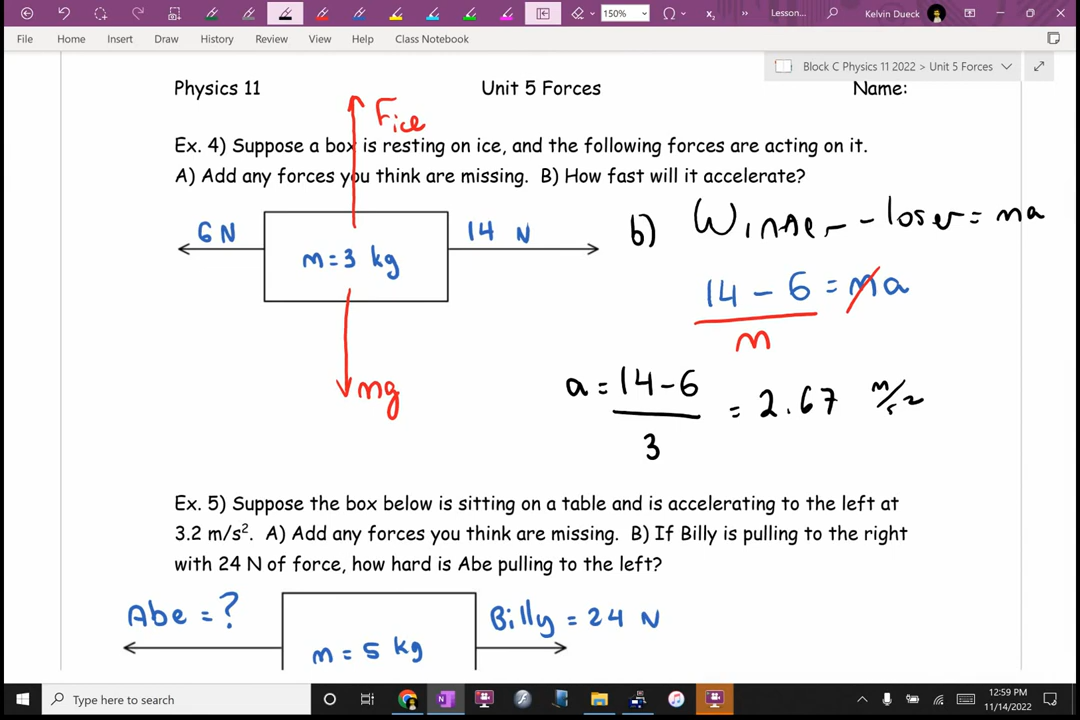 150%
Lesson...
Kelvin Dueck
File Home Insert Draw History Review View Help Class Notebook
Block C Physics 11 2022 > Unit 5 Forces
Physics 11 Unit 5 Forces Name:
Fice
Ex. 4) Suppose a box is resting on ice, and the following forces are acting on it.
A) Add any forces you think are missing. B) How fast will it accelerate?
6N
m=3 kg
14 N
mg
b) Winner - loser = ma
14 - 6 = ma
m
a = 14-6
3
= 2.67 m/s2
Ex. 5) Suppose the box below is sitting on a table and is accelerating to the left at
3.2 m/s². A) Add any forces you think are missing. B) If Billy is pulling to the right
with 24 N of force, how hard is Abe pulling to the left?
Abe = ?
Billy = 24 N
m = 5 kg
Type here to search
12:59 PM
11/14/2022